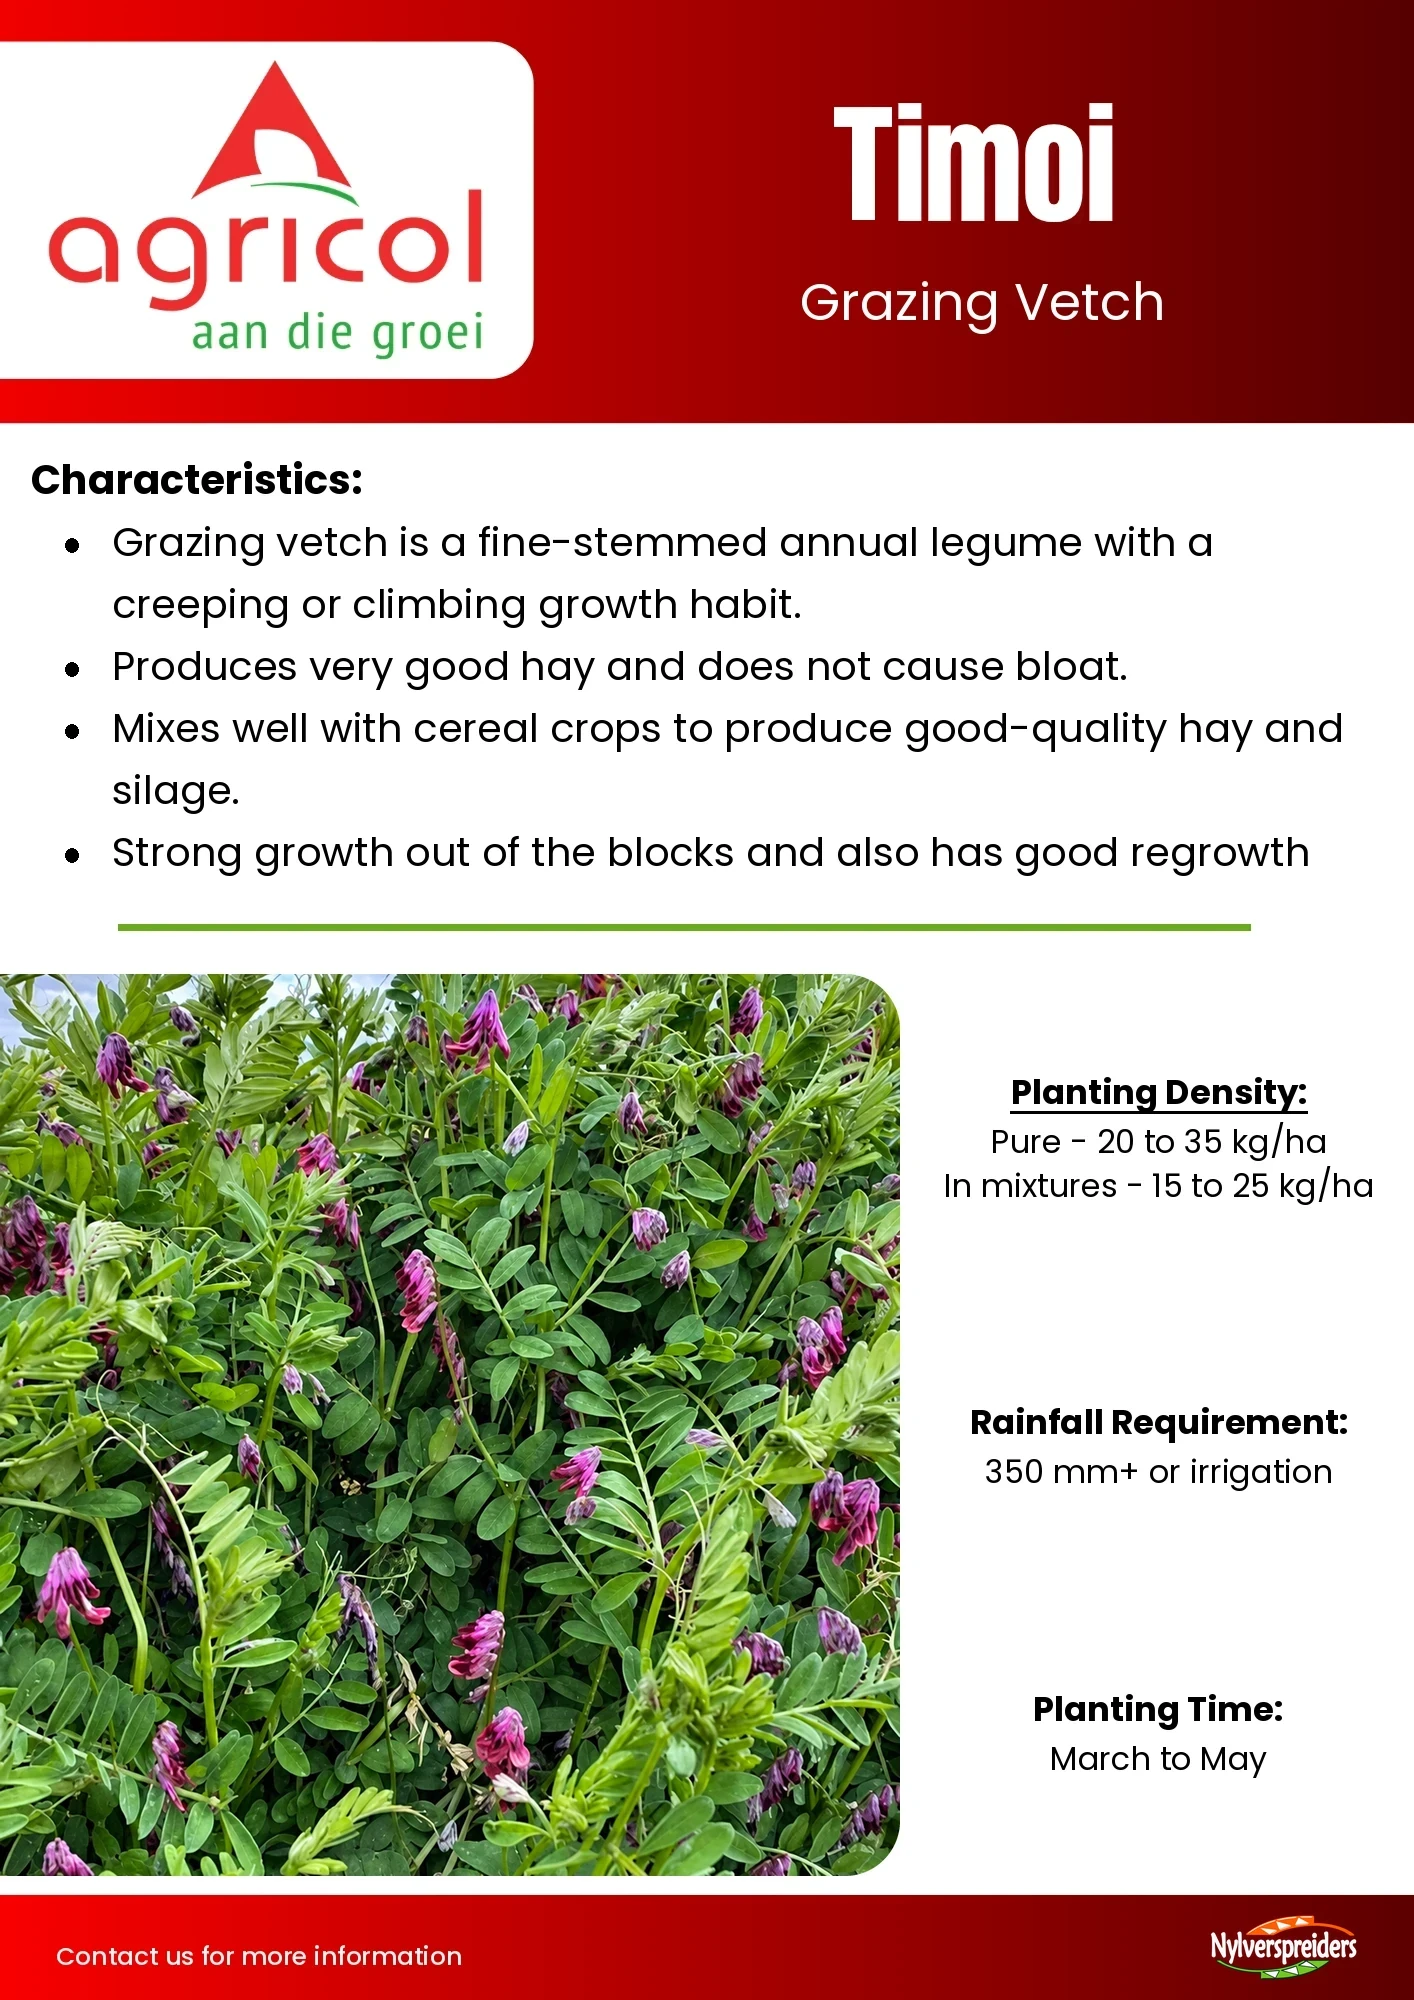 agricol
aan die groei
Timoi
Grazing Vetch
Characteristics:
• Grazing vetch is a fine-stemmed annual legume with a
creeping or climbing growth habit.
• Produces very good hay and does not cause bloat.
• Mixes well with cereal crops to produce good-quality hay and
silage.
• Strong growth out of the blocks and also has good regrowth
Planting Density:
Pure - 20 to 35 kg/ha
In mixtures - 15 to 25 kg/ha
Rainfall Requirement:
350 mm+ or irrigation
Planting Time:
March to May
Contact us for more information
Nylverspreiders